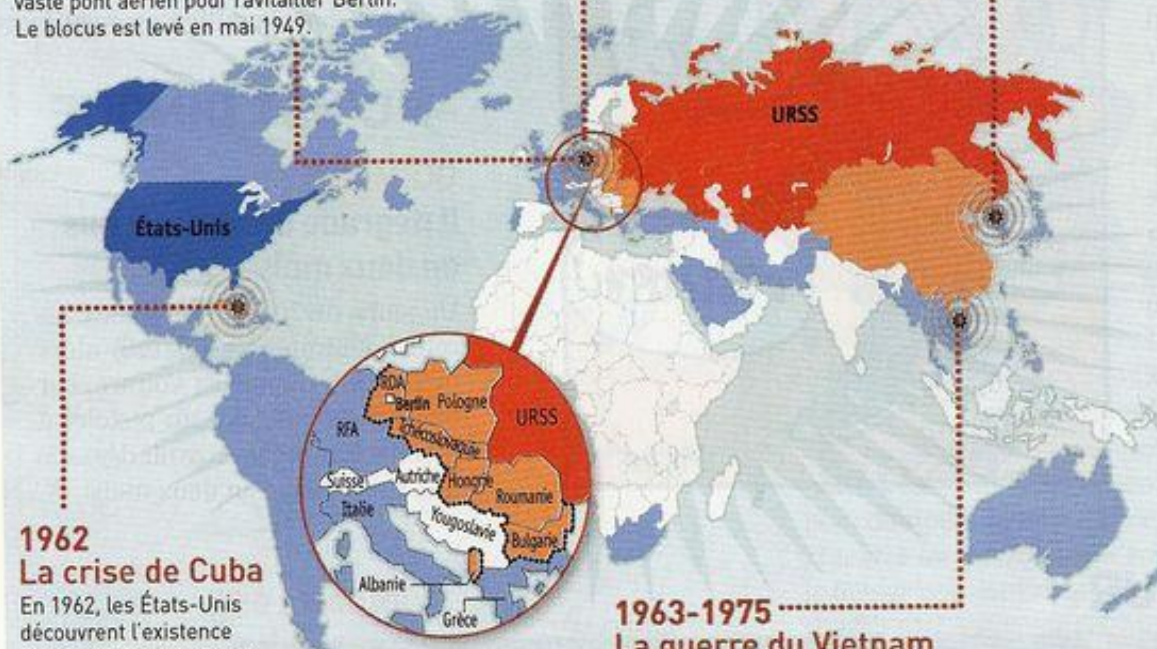 vaste pont aérien pour ravitailler Berlin.
Le blocus est levé en mai 1949.
URSS
États-Unis
RDA
Berlin
Pologne
URSS
RFA
Tchécoslovaquie
Suisse
Autriche
Hongrie
Roumanie
Italie
Yougoslavie
Bulgarie
Albanie
Grèce
1962
La crise de Cuba
En 1962, les États-Unis
découvrent l'existence
1963-1975
La guerre du Vietnam